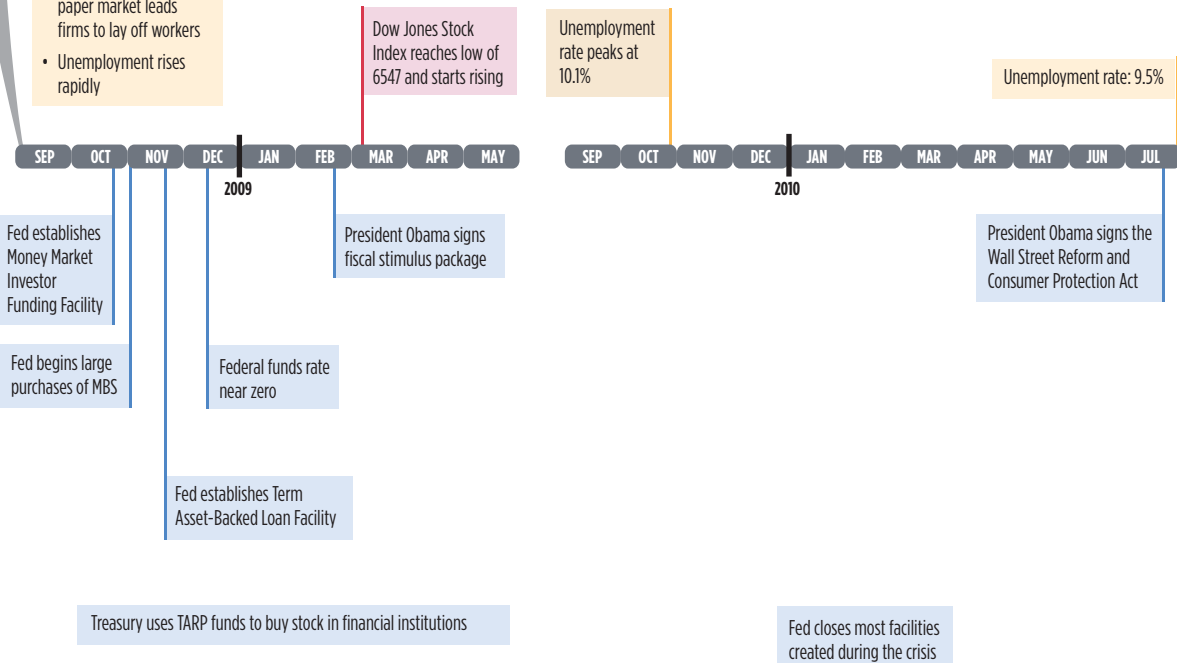 paper market leads
firms to lay off workers
• Unemployment rises
rapidly
Dow Jones Stock
Index reaches low of
6547 and starts rising
Unemployment
rate peaks at
10.1%
Unemployment rate: 9.5%
SEP OCT NOV DEC JAN FEB MAR APR MAY
SEP OCT NOV DEC JAN FEB MAR APR MAY JUN JUL
2009
2010
Fed establishes
Money Market
Investor
Funding Facility
President Obama signs
fiscal stimulus package
President Obama signs the
Wall Street Reform and
Consumer Protection Act
Fed begins large
purchases of MBS
Federal funds rate
near zero
Fed establishes Term
Asset-Backed Loan Facility
Treasury uses TARP funds to buy stock in financial institutions
Fed closes most facilities
created during the crisis